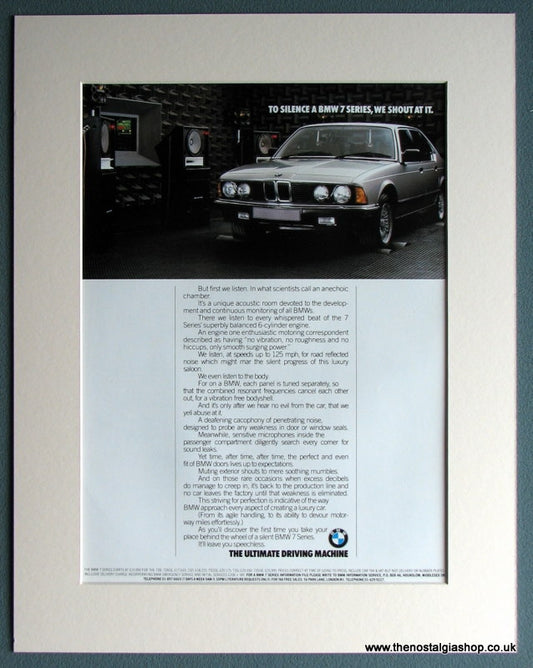 TO SILENCE A BMW 7 SERIES, WE SHOUT AT IT.
But first we listen. In what scientists call an anechoic
chamber.
It's a unique acoustic room devoted to the develop-
ment and continuous monitoring of all BMWs.
There we listen to every whispered beat of the 7
Series' superbly balanced 6-cylinder engine.
An engine one enthusiastic motoring correspondent
described as having "no vibration, no roughness and no
hiccups, only smooth surging power."
We listen, at speeds up to 125 mph, for road reflected
noise which might mar the silent progress of this luxury
saloon.
We even listen to the body.
For on a BMW, each panel is tuned separately, so
that the combined resonant frequencies cancel each other
out, for a vibration free bodyshell.
And it's only after we hear no evil from the car, that we
yell abuse at it.
A deafening cacophony of penetrating noise,
designed to probe any weakness in door or window seals.
Meanwhile, sensitive microphones inside the
passenger compartment diligently search every corner for
sound leaks.
Yet time, after time, after time, the perfect and even
fit of BMW doors lives up to expectations.
Muting exterior shouts to mere soothing mumbles.
And on those rare occasions when excess decibels
do manage to creep in, it's back to the production line and
no car leaves the factory until that weakness is eliminated.
This striving for perfection is indicative of the way
BMW approach every aspect of creating a luxury car.
(From its agile handling, to its ability to devour motor-
way miles effortlessly.)
As you'll discover the first time you take your
place behind the wheel of a silent BMW 7 Series.
It'll leave you speechless.
THE ULTIMATE DRIVING MACHINE
www.thenostalgiashop.co.uk